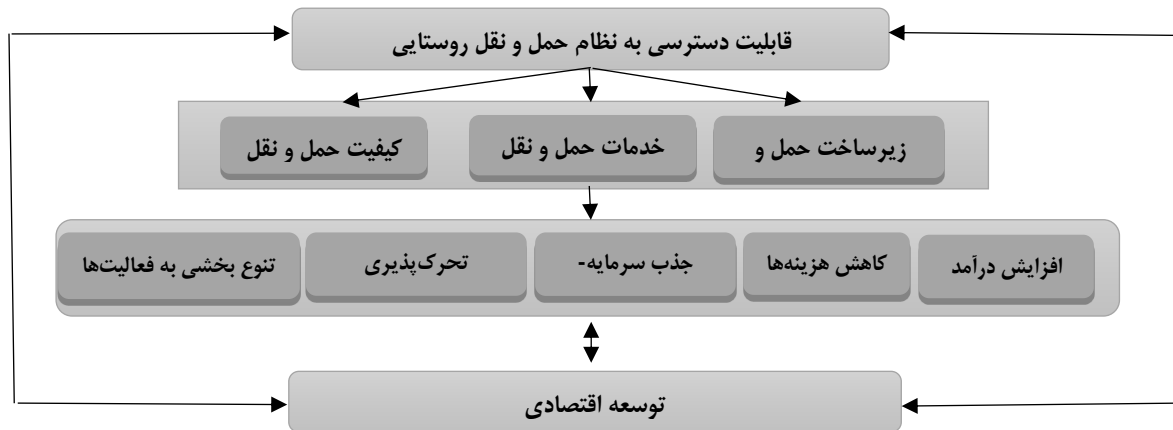 قابلیت دسترسی به نظام حمل و نقل روستایی
زیرساخت حمل و
خدمات حمل و نقل
کیفیت حمل و نقل
افزایش درآمد
کاهش هزینه‌ها
جذب سرمایه-
تحرک‌پذیری
تنوع بخشی به فعالیت‌ها
توسعه اقتصادی